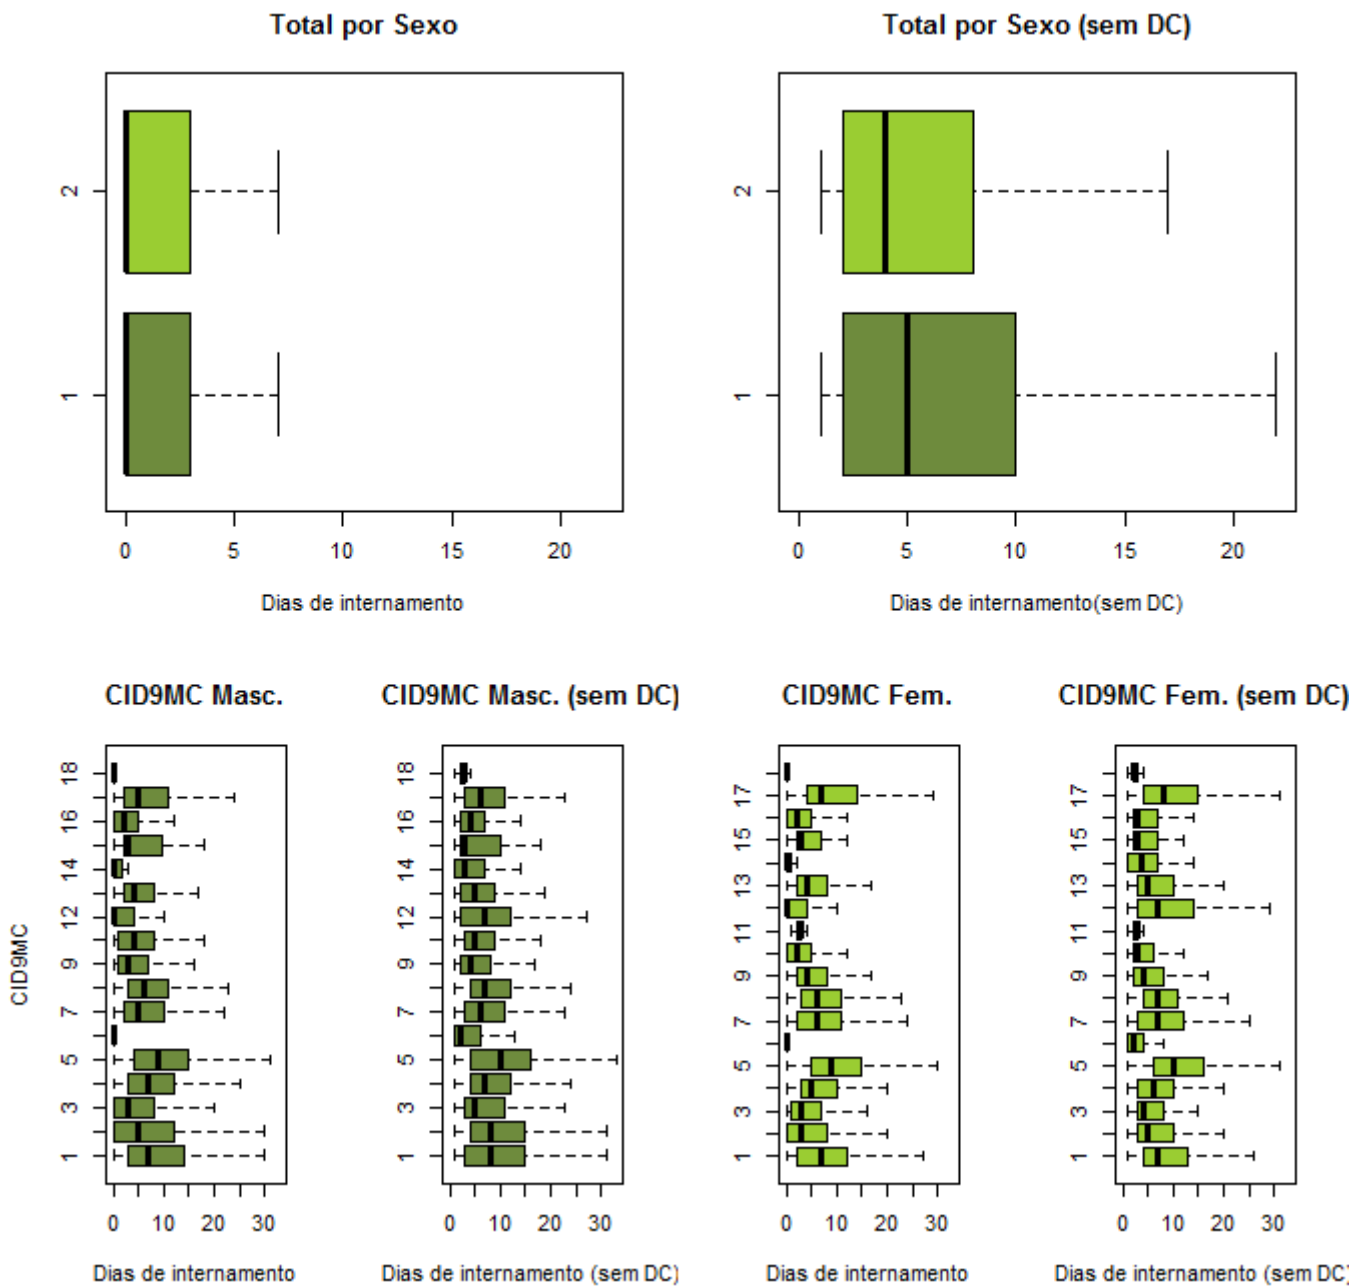 Total por Sexo
2
1
0 5 10 15 20
Dias de internamento
Total por Sexo (sem DC)
2
1
0 5 10 15 20
Dias de internamento(sem DC)
CID9MC Masc.
CID9MC
18
16
14
12
9
7
5
3
1
0 10 20 30
Dias de internamento
CID9MC Masc. (sem DC)
18
16
14
12
9
7
5
3
1
0 10 20 30
Dias de internamento (sem DC)
CID9MC Fem.
17
15
13
11
9
7
5
3
1
0 10 20 30
Dias de internamento
CID9MC Fem. (sem DC)
17
15
13
11
9
7
5
3
1
0 10 20 30
Dias de internamento (sem DC)